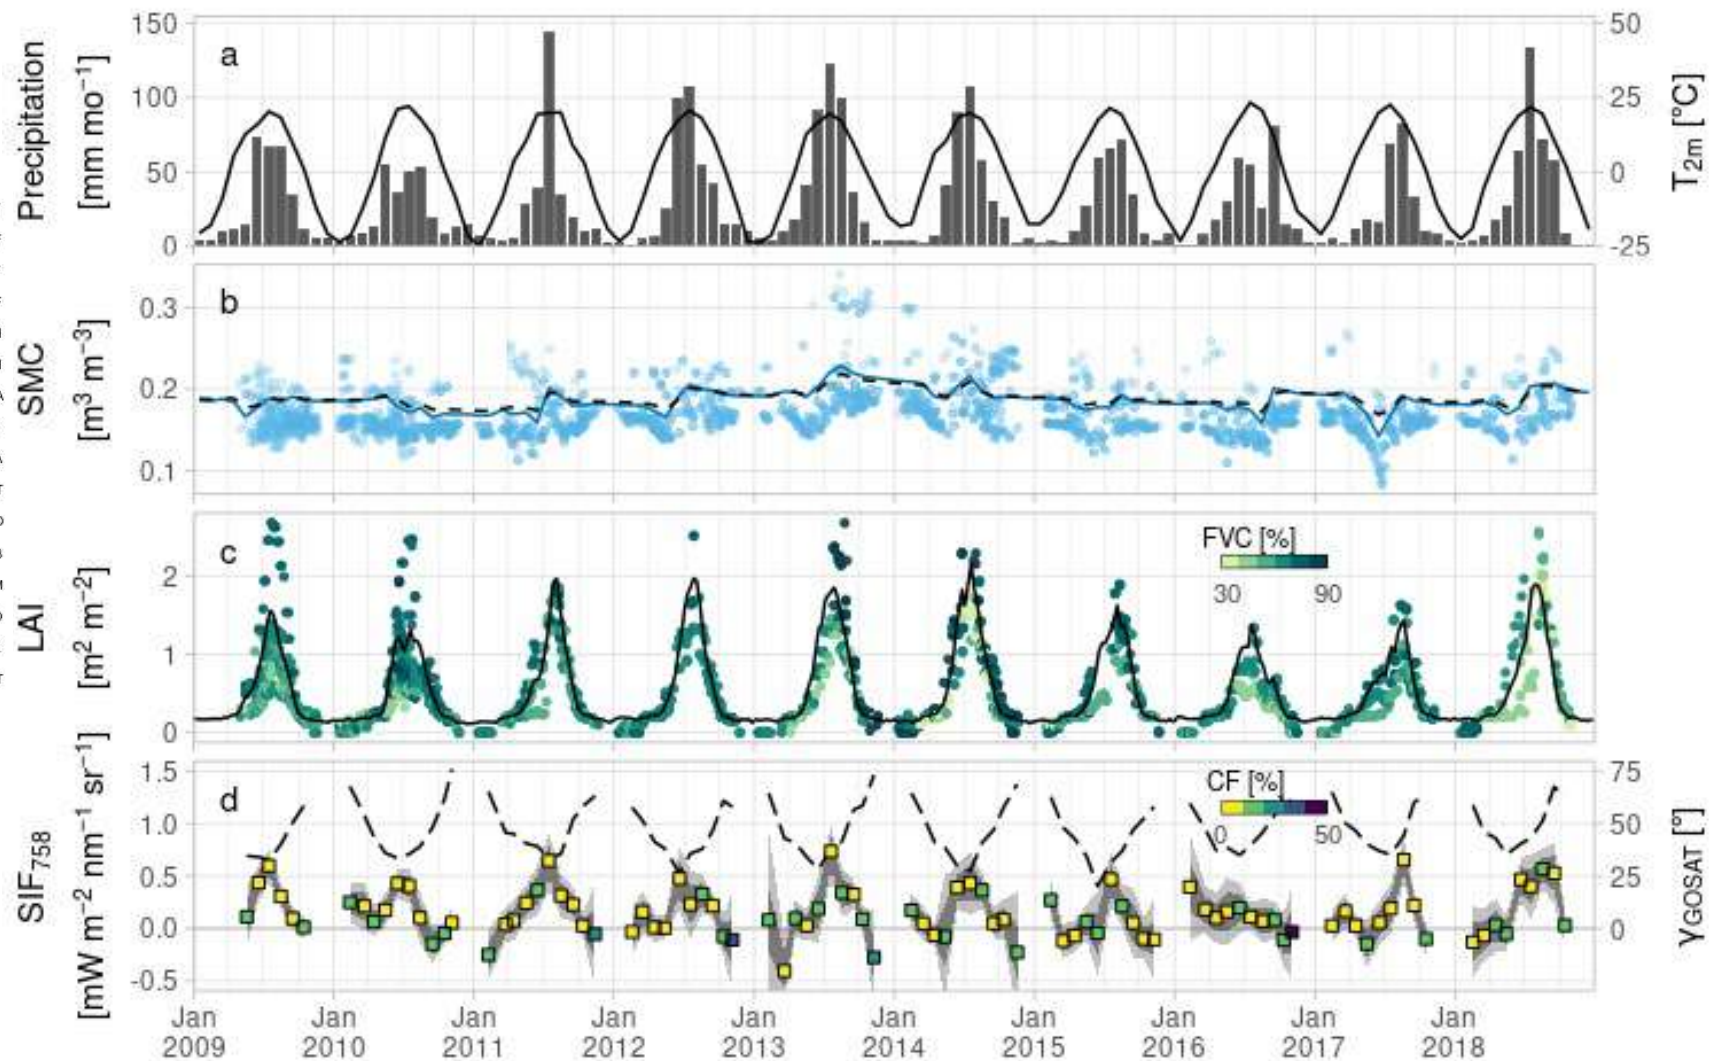 a
Precipitation
[mm mo−1]
150
100
50
0
50
25
0
-25
T2m [°C]
b
SMC
[m3 m−3]
0.3
0.2
0.1
c
LAI
[m2 m−2]
2
1
0
FVC [%]
30 90
d
SIF758
[mW m−2 nm−1 sr−1]
1.5
1.0
0.5
0.0
-0.5
CF [%]
0 50
75
50
25
0
γGOSAT [°]
Jan Jan Jan Jan Jan Jan Jan Jan Jan Jan
2009 2010 2011 2012 2013 2014 2015 2016 2017 2018